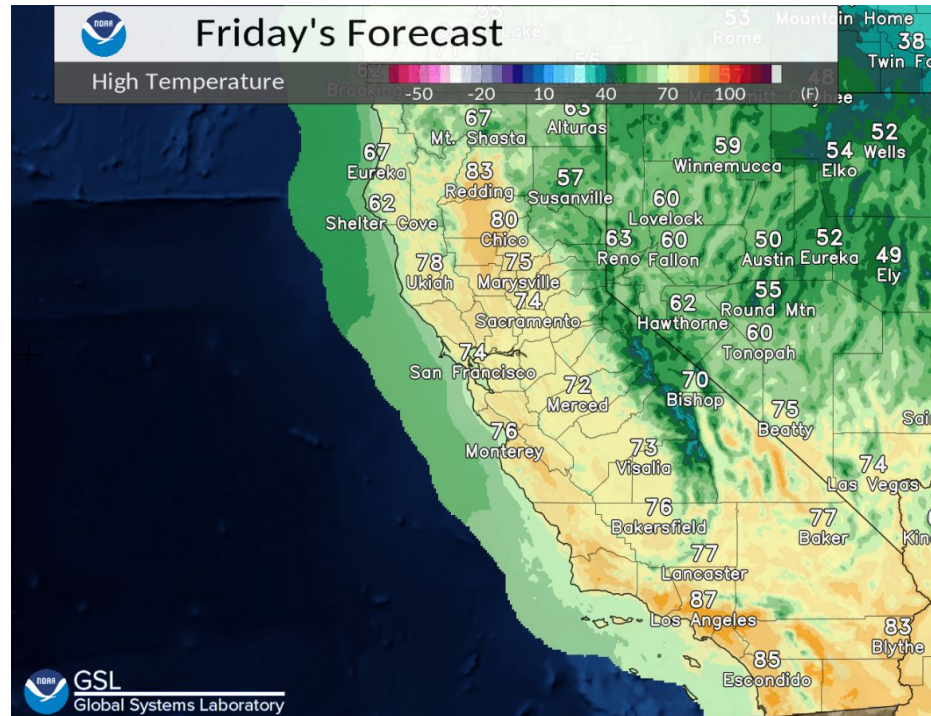 NOAA
Friday's Forecast
High Temperature
-50 -20 10 40 70 100 (F)
53
Rome
Mountain Home
38
Twin Fa
67
Mt. Shasta
63
Alturas
67
Eureka
83
Redding
57
Susanville
59
Winnemucca
52
Wells
54
Elko
62
Shelter Cove
80
Chico
60
Lovelock
63
Reno
60
Fallon
50
Austin
52
Eureka
49
Ely
78
Ukiah
75
Marysville
74
Sacramento
62
Hawthorne
55
Round Mtn
60
Tonopah
74
San Francisco
72
Merced
70
Bishop
75
Beatty
Sai
76
Monterey
73
Visalia
74
Las Vegas
76
Bakersfield
77
Baker
Kin
77
Lancaster
87
Los Angeles
83
Blythe
85
Escondido
NOAA
GSL
Global Systems Laboratory